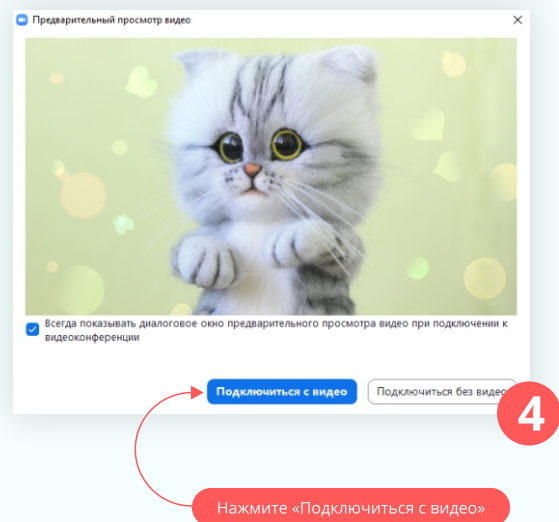 Предварительный просмотр видео
Всегда показывать диалоговое окно предварительного просмотра видео при подключении к
видеоконференции
Подключиться с видео
Подключиться без видео
4
Нажмите «Подключиться с видео»